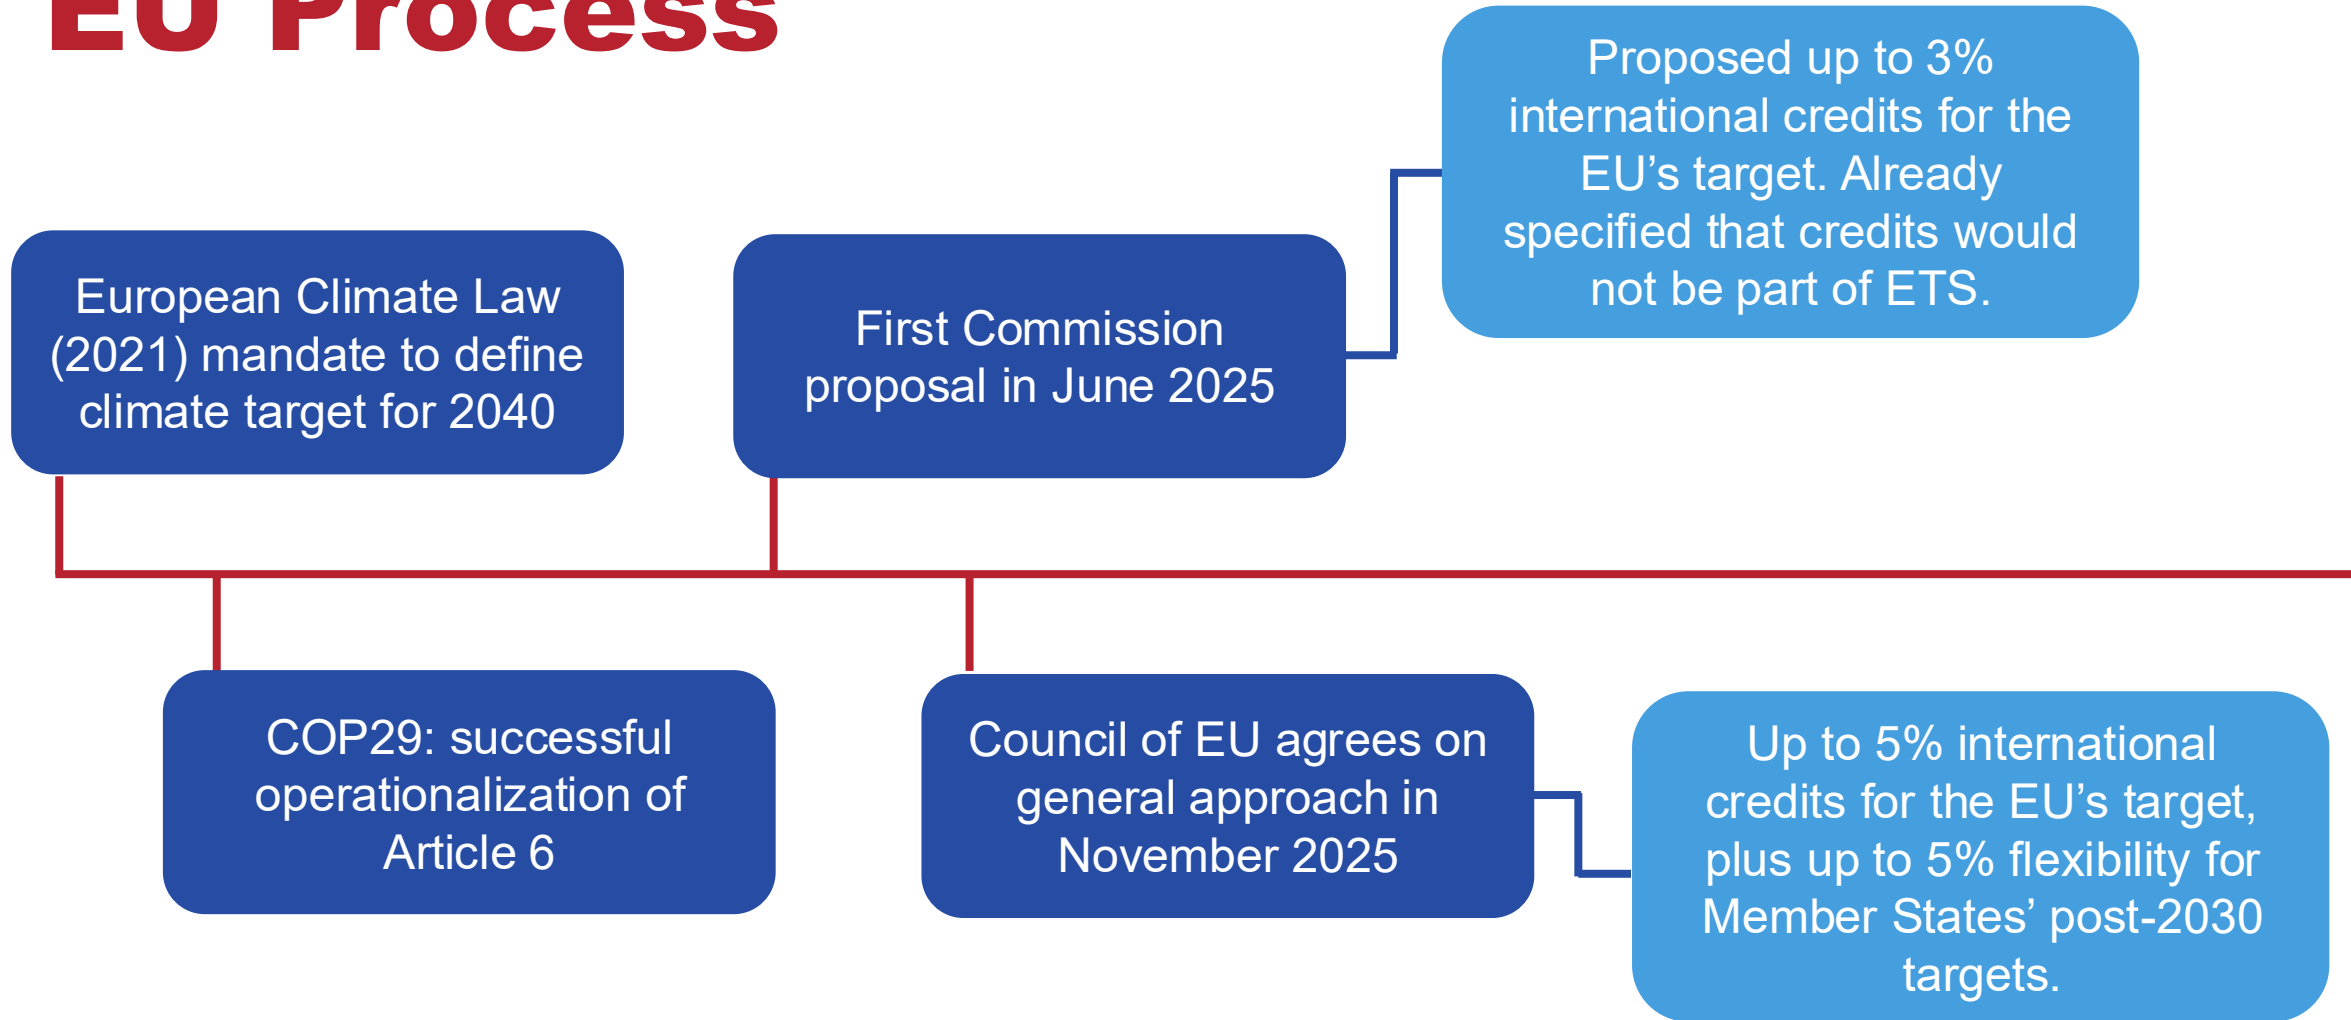 EU Process
Proposed up to 3%
international credits for the
EU’s target. Already
specified that credits would
not be part of ETS.
European Climate Law
(2021) mandate to define
climate target for 2040
First Commission
proposal in June 2025
COP29: successful
operationalization of
Article 6
Council of EU agrees on
general approach in
November 2025
Up to 5% international
credits for the EU’s target,
plus up to 5% flexibility for
Member States’ post-2030
targets.